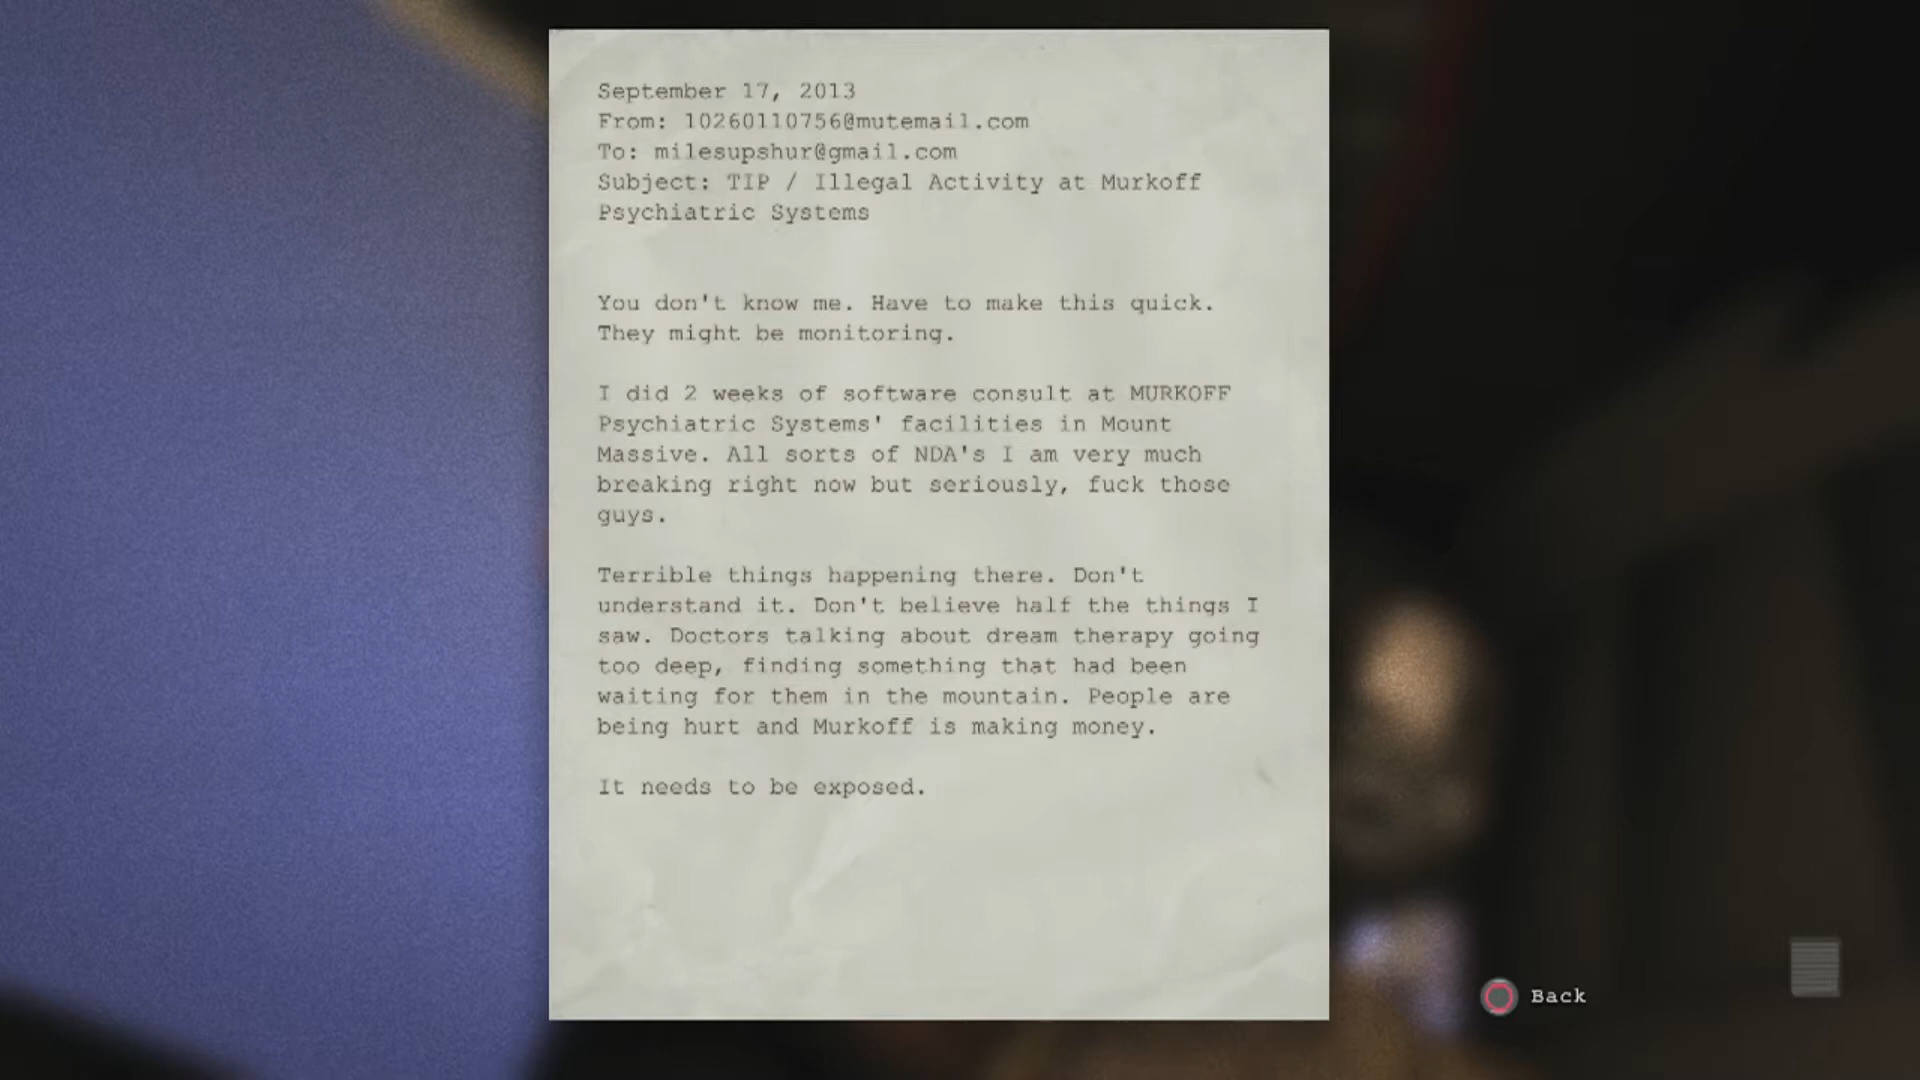 September 17, 2013
From: 10260110756@mutemail.com
To: milesupshur@gmail.com
Subject: TIP / Illegal Activity at Murkoff
Psychiatric Systems
You don't know me. Have to make this quick.
They might be monitoring.
I did 2 weeks of software consult at MURKOFF
Psychiatric Systems' facilities in Mount
Massive. All sorts of NDA's I am very much
breaking right now but seriously, fuck those
guys.
Terrible things happening there. Don't
understand it. Don't believe half the things I
saw. Doctors talking about dream therapy going
too deep, finding something that had been
waiting for them in the mountain. People are
being hurt and Murkoff is making money.
It needs to be exposed.
Back